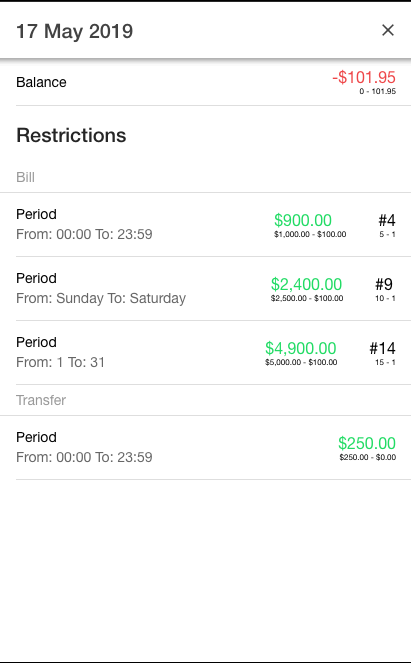 17 May 2019 ×
Balance -$101.95
0 - 101.95
Restrictions
Bill
Period $900.00 #4
From: 00:00 To: 23:59 $1,000.00 - $100.00 5 - 1
Period $2,400.00 #9
From: Sunday To: Saturday $2,500.00 - $100.00 10 - 1
Period $4,900.00 #14
From: 1 To: 31 $5,000.00 - $100.00 15 - 1
Transfer
Period $250.00
From: 00:00 To: 23:59 $250.00 - $0.00